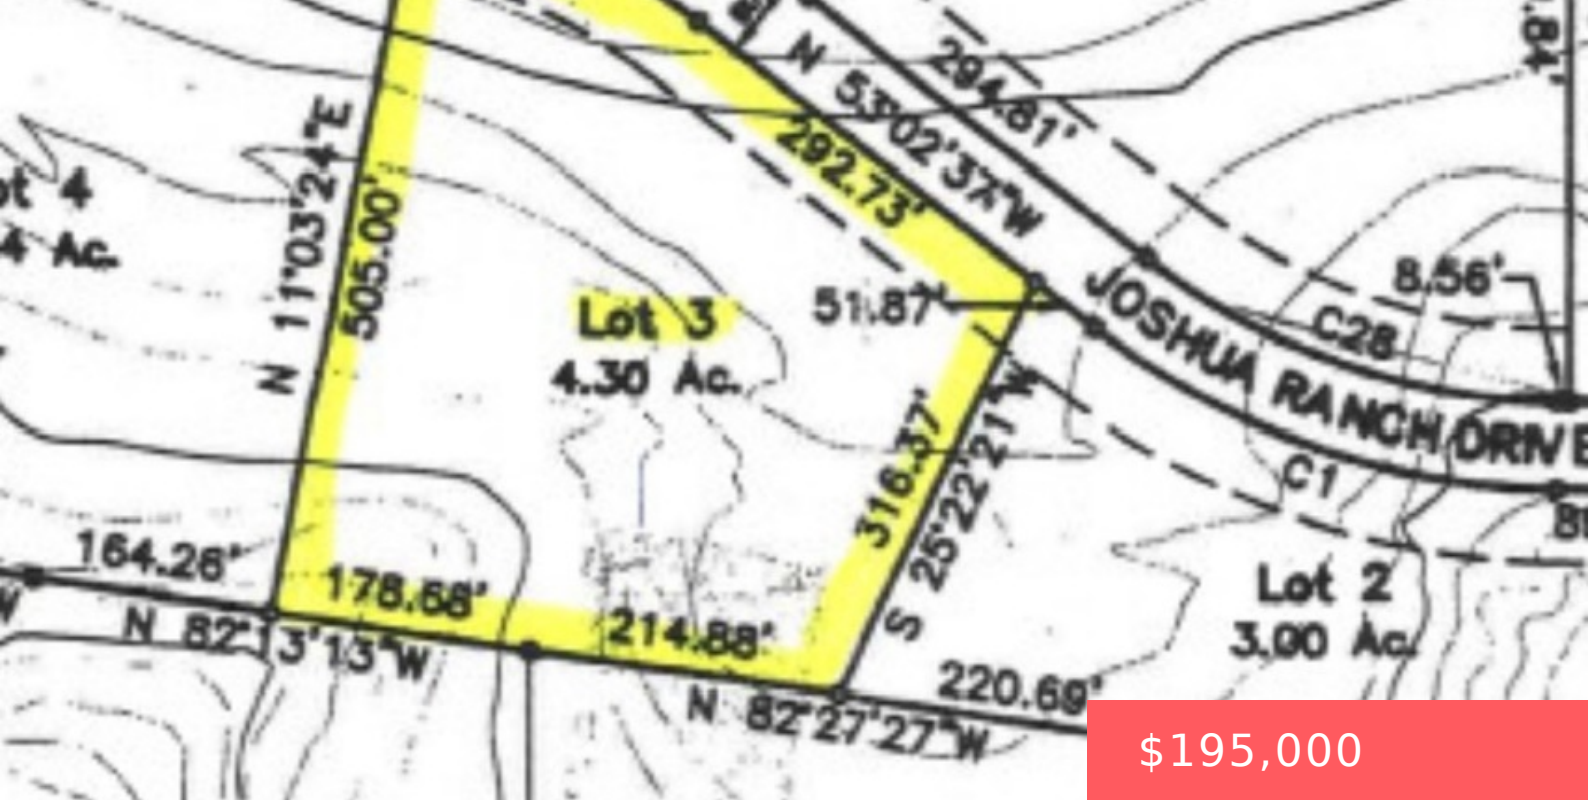 294.81'
N 53°02'37"W
292.73'
N 11°03'24"E
505.00'
4 Ac.
51.87'
Lot 3
4.30 Ac.
8.56'
C28
JOSHUA RANCH DRIVE
C1
316.37'
S 25°22'21"W
164.26'
178.68'
N 82°13'13"W
214.88'
N 82°27'27"W
220.69'
Lot 2
3.00 Ac.
$195,000